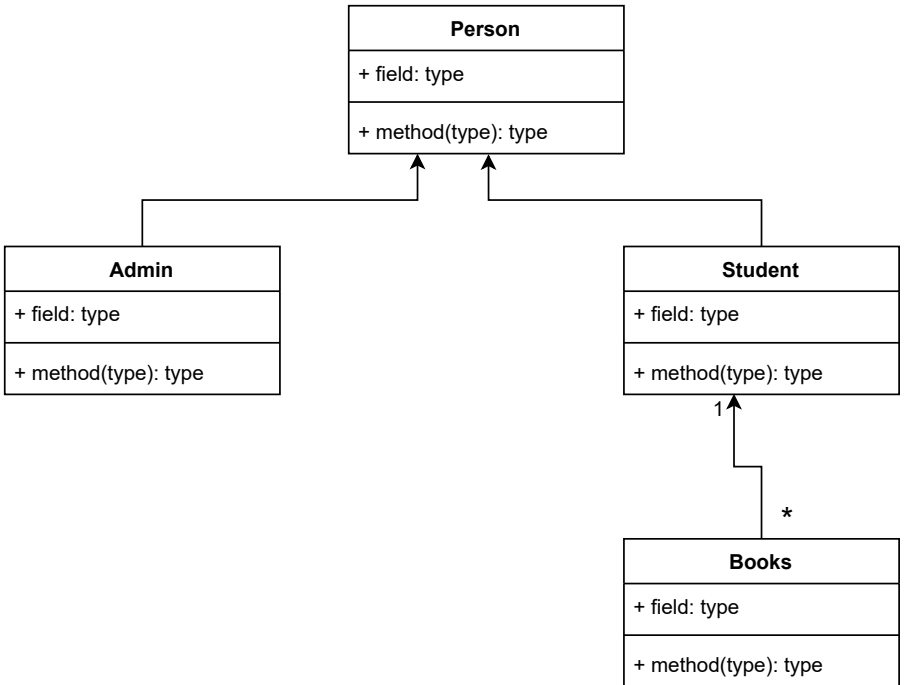 Person
+ field: type
+ method(type): type
Admin
+ field: type
+ method(type): type
Student
+ field: type
+ method(type): type
1
*
Books
+ field: type
+ method(type): type